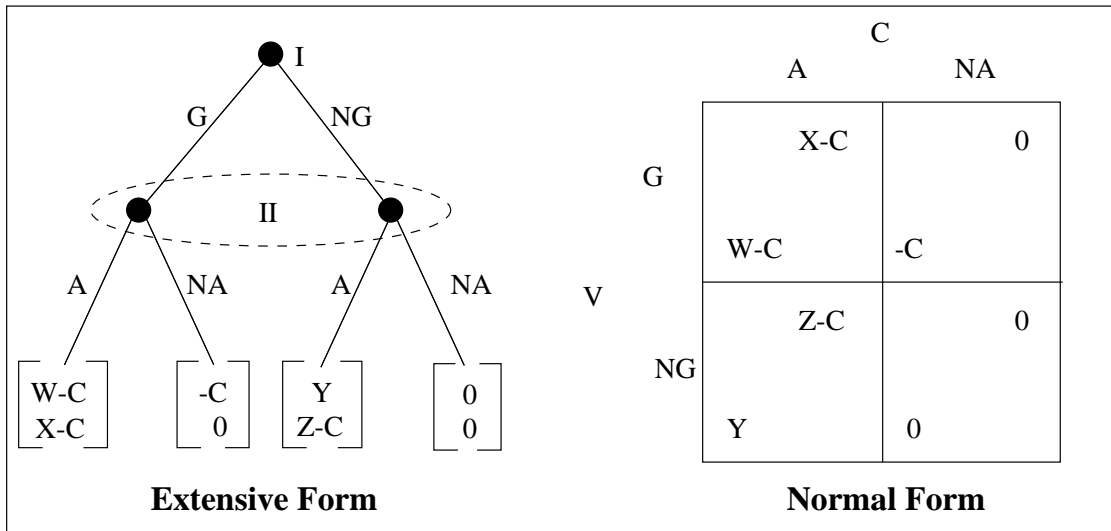 I
G NG
II
A NA A NA
W-C -C Y 0
X-C 0 Z-C 0
Extensive Form
C
A NA
X-C 0
G
W-C -C
V
Z-C 0
NG
Y 0
Normal Form